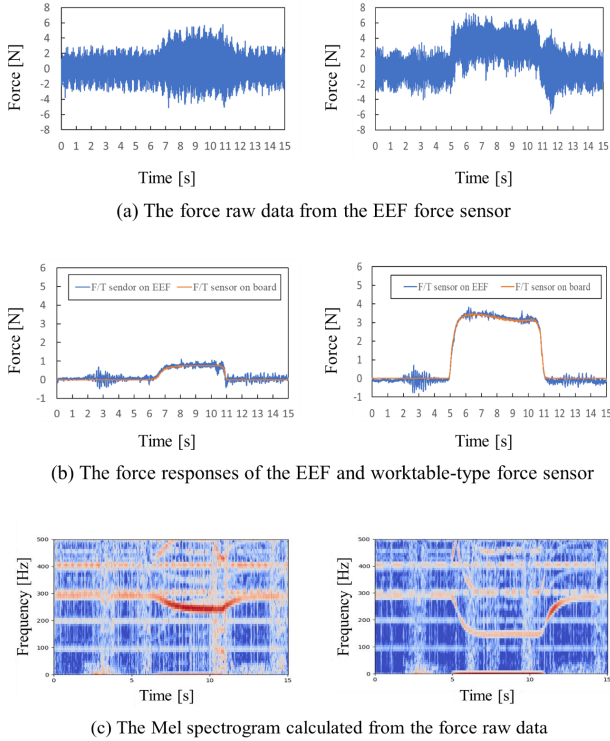 8
6
4
2
0
-2
-4
-6
-8
Force [N]
0 1 2 3 4 5 6 7 8 9 10 11 12 13 14 15
Time [s]
8
6
4
2
0
-2
-4
-6
-8
Force [N]
0 1 2 3 4 5 6 7 8 9 10 11 12 13 14 15
Time [s]
(a) The force raw data from the EEF force sensor
6
5
4
3
2
1
0
-1
Force [N]
F/T sendor on EEF F/T sensor on board
0 1 2 3 4 5 6 7 8 9 10 11 12 13 14 15
Time [s]
6
5
4
3
2
1
0
-1
Force [N]
F/T sensor on EEF F/T sensor on board
0 1 2 3 4 5 6 7 8 9 10 11 12 13 14 15
Time [s]
(b) The force responses of the EEF and worktable-type force sensor
500
400
300
200
100
0
Frequency [Hz]
0 5 10 15
Time [s]
500
400
300
200
100
0
Frequency [Hz]
0 5 10 15
Time [s]
(c) The Mel spectrogram calculated from the force raw data